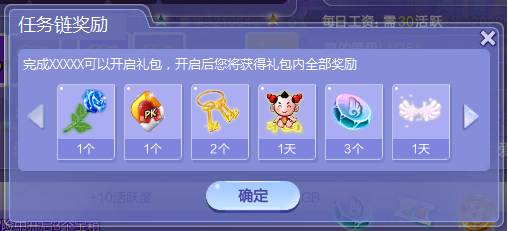 每日工资: 需30活跃
任务链奖励
完成XXXXX可以开启礼包，开启后您将获得礼包内全部奖励
PK
1个 1个 2个 1天 3个 1天
+10活跃度
确定